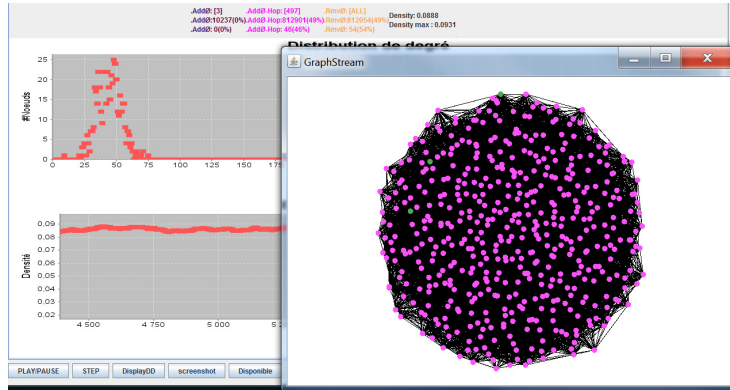 .AddØ: [3] .AddØ-Hop: [497] .RmvØ: [ALL]
.AddØ:10237(0%) .AddØ-Hop:812901(49%) .RmvØ:812054(49%) Density: 0.0888
.AddØ: 0(0%) .AddØ-Hop: 46(46%) .RmvØ: 54(54%) Density max : 0.0931
Distribution de degré
GraphStream
25
20
15
10
5
0
#Noeuds
0 25 50 75 100 125 150 175
0.09
0.08
0.07
0.06
0.05
0.04
0.03
0.02
Densité
4 500 4 750 5 000
PLAY/PAUSE STEP DisplayDD screenshot Disponible